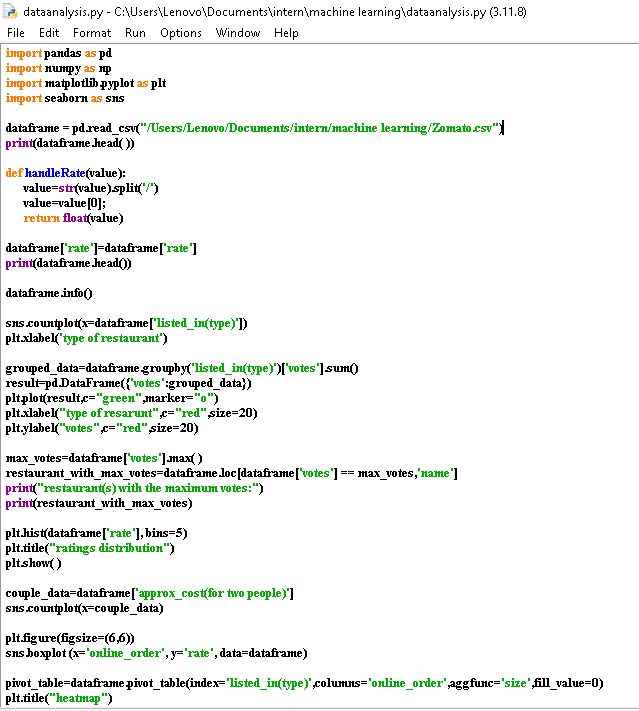 dataanalysis.py - C:\Users\Lenovo\Documents\intern\machine learning\dataanalysis.py (3.11.8)
File Edit Format Run Options Window Help
import pandas as pd
import numpy as np
import matplotlib.pyplot as plt
import seaborn as sns
dataframe = pd.read_csv("/Users/Lenovo/Documents/intern/machine learning/Zomato.csv")
print(dataframe.head( ))
def handleRate(value):
value=str(value).split('/')
value=value[0];
return float(value)
dataframe['rate']=dataframe['rate']
print(dataframe.head())
dataframe.info()
sns.countplot(x=dataframe['listed_in(type)'])
plt.xlabel('type of restaurant')
grouped_data=dataframe.groupby('listed_in(type)')['votes'].sum()
result=pd.DataFrame({'votes':grouped_data})
plt.plot(result,c="green",marker="o")
plt.xlabel("type of resarunt",c="red",size=20)
plt.ylabel("votes",c="red",size=20)
max_votes=dataframe['votes'].max( )
restaurant_with_max_votes=dataframe.loc[dataframe['votes'] == max_votes,'name']
print("restaurant(s) with the maximum votes:")
print(restaurant_with_max_votes)
plt.hist(dataframe['rate'], bins=5)
plt.title("ratings distribution")
plt.show( )
couple_data=dataframe['approx_cost(for two people)']
sns.countplot(x=couple_data)
plt.figure(figsize=(6,6))
sns.boxplot (x='online_order', y='rate', data=dataframe)
pivot_table=dataframe.pivot_table(index='listed_in(type)',columns='online_order',aggfunc='size',fill_value=0)
plt.title("heatmap")